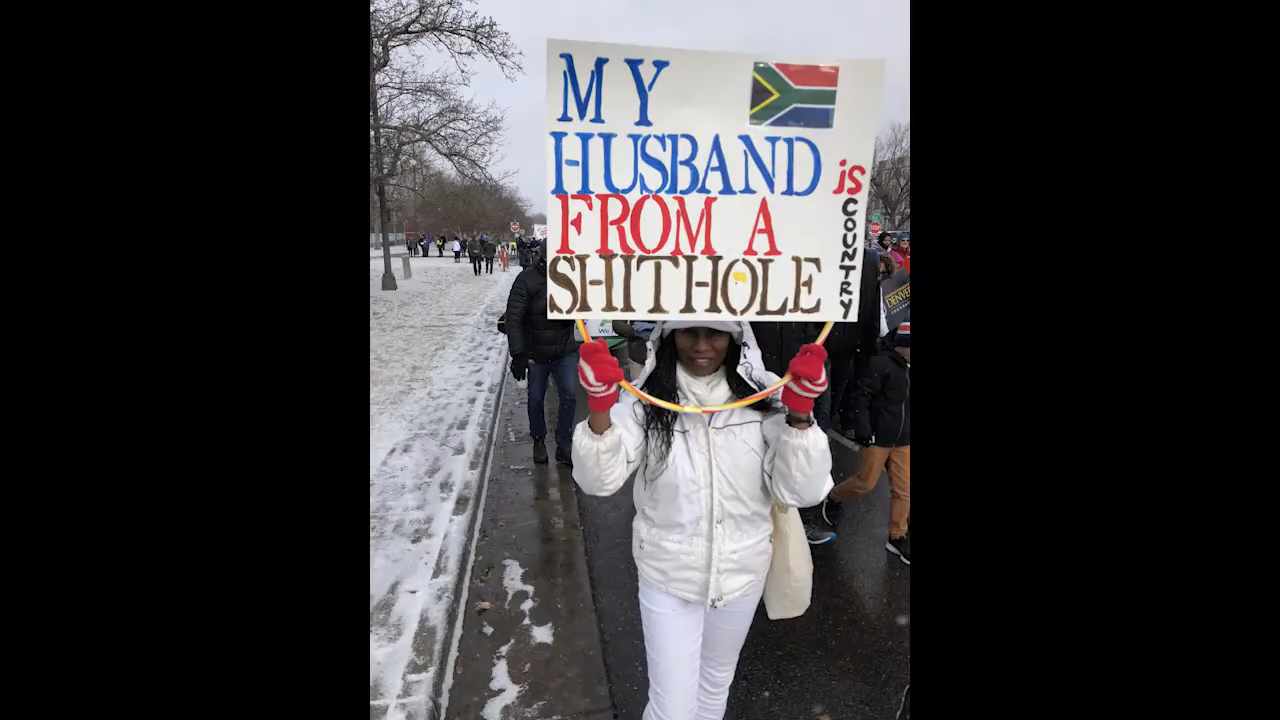 MY
HUSBAND
is
FROM A
SHITHOLE
COUNTRY
DENVER